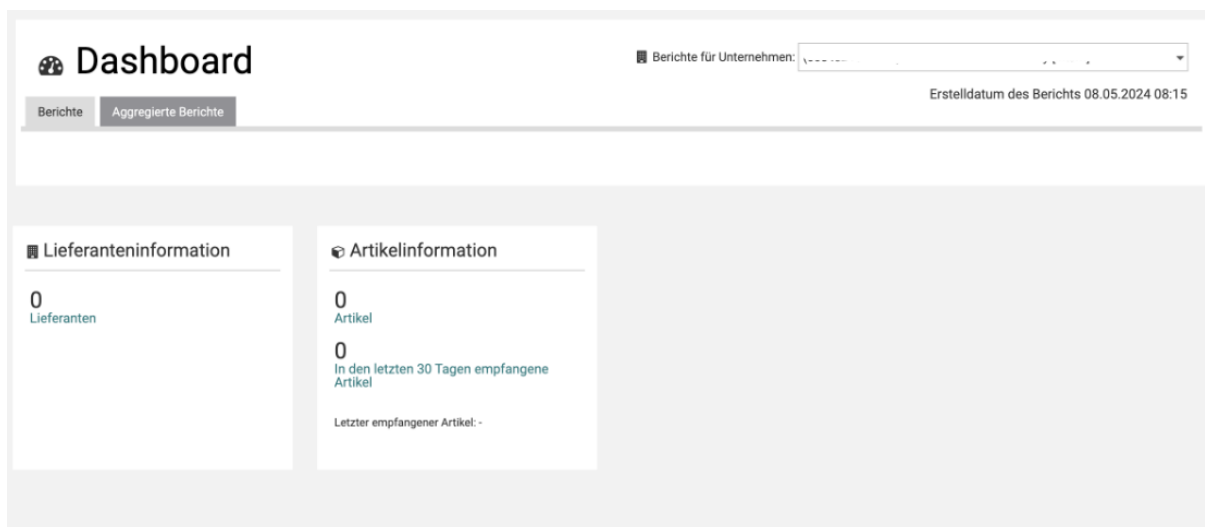 Dashboard
Berichte für Unternehmen:
Erstelldatum des Berichts 08.05.2024 08:15
Berichte
Aggregierte Berichte
Lieferanteninformation
0
Lieferanten
Artikelinformation
0
Artikel
0
In den letzten 30 Tagen empfangene
Artikel
Letzter empfangener Artikel: -